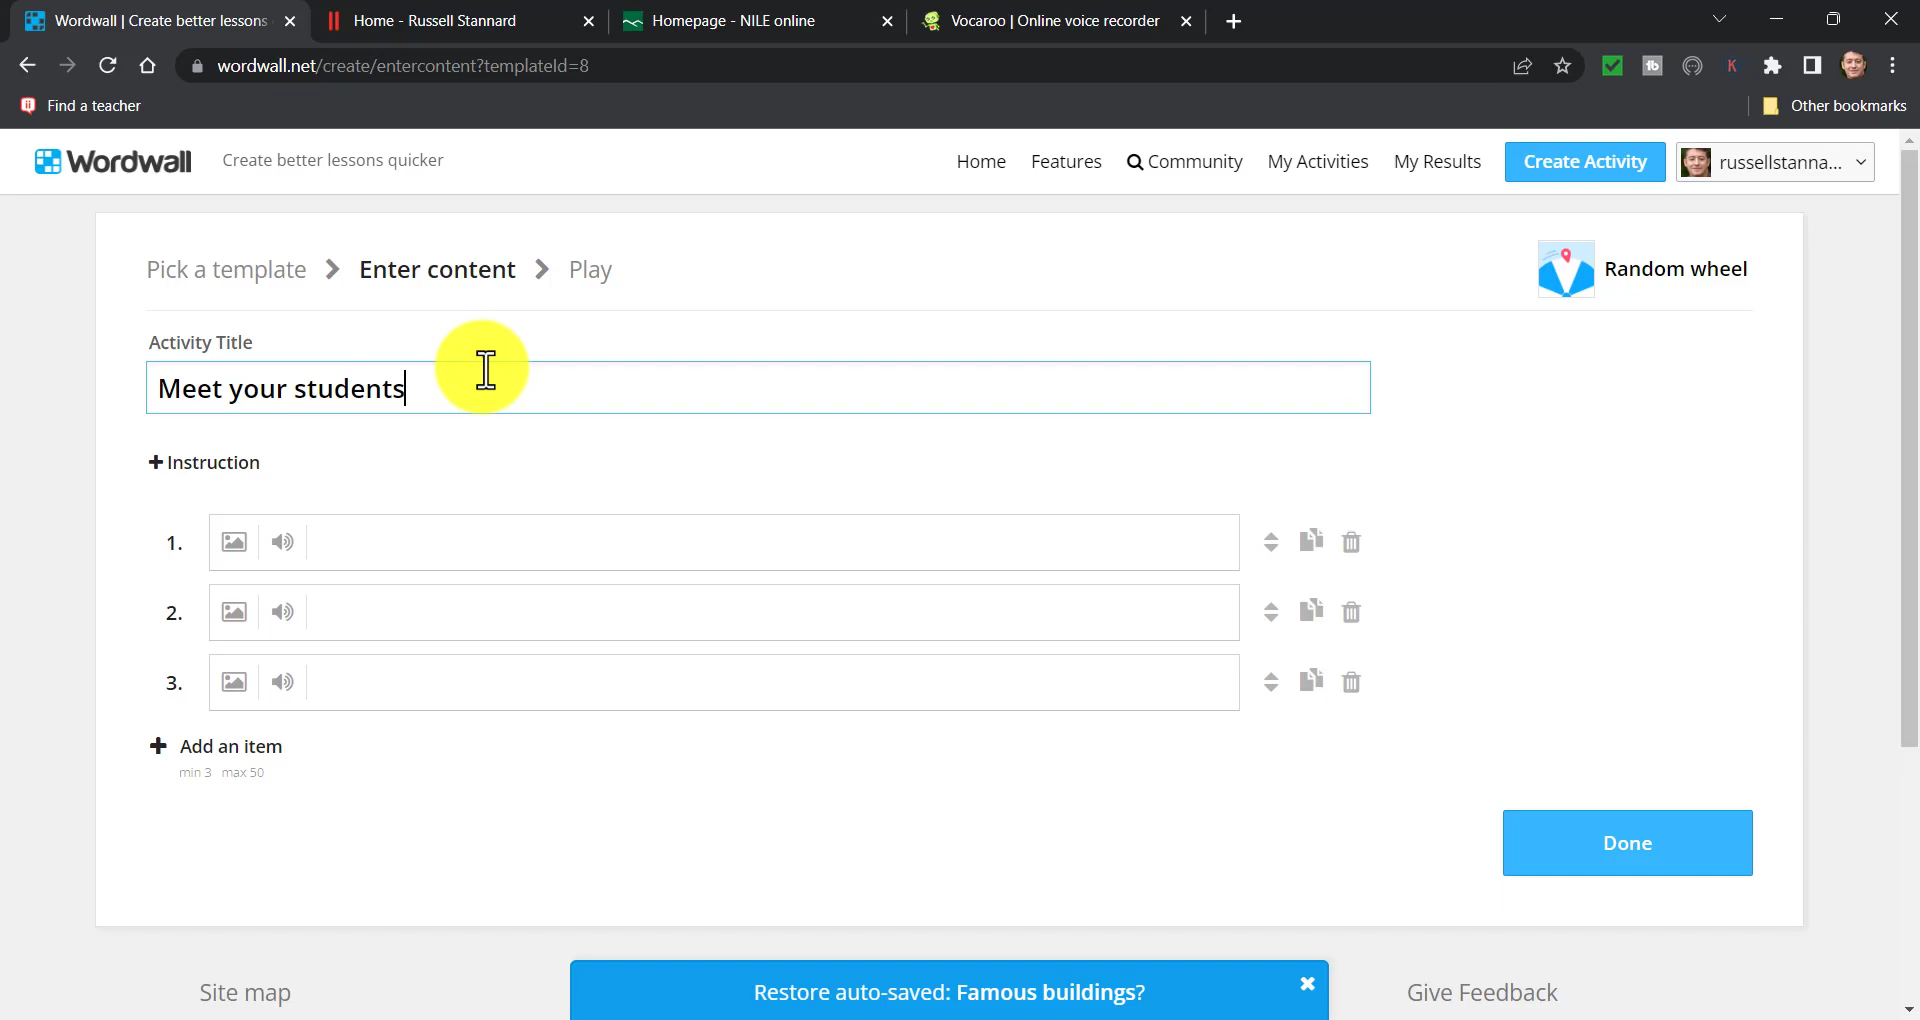 Wordwall | Create better lessons
Home - Russell Stannard
Homepage - NILE online
Vocaroo | Online voice recorder
wordwall.net/create/entercontent?templateId=8
tb
K
Find a teacher
Other bookmarks
Wordwall
Create better lessons quicker
Home
Features
Community
My Activities
My Results
Create Activity
russellstanna...
Pick a template
Enter content
Play
Random wheel
Activity Title
Meet your students
Instruction
1.
2.
3.
Add an item
min 3 max 50
Done
Site map
Restore auto-saved: Famous buildings?
Give Feedback